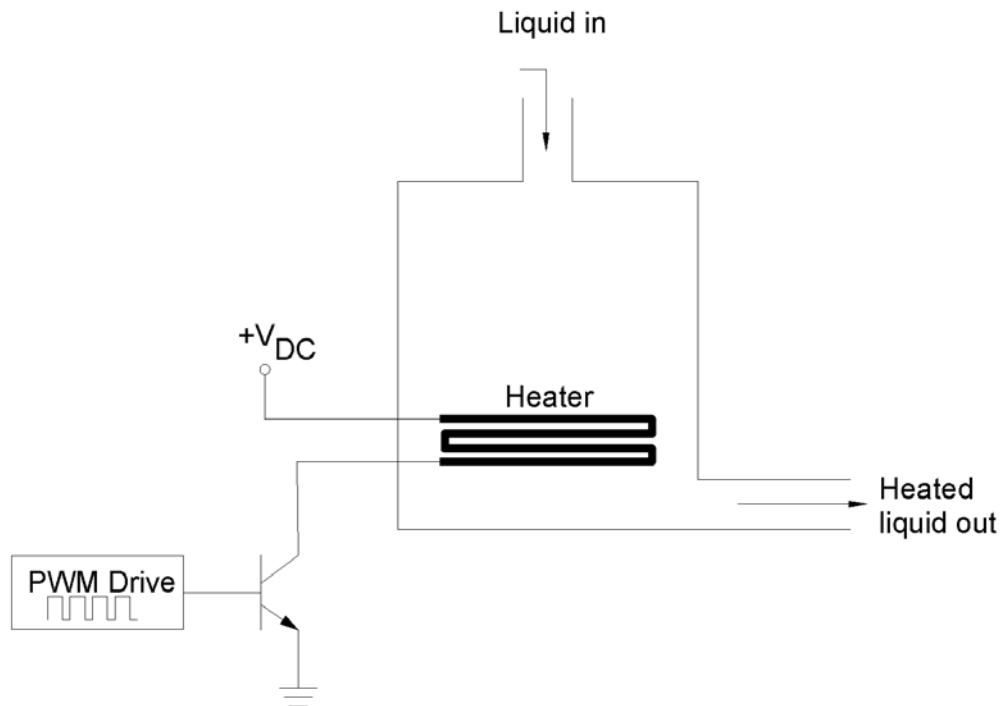 Liquid in
+VDC
Heater
Heated
liquid out
PWM Drive